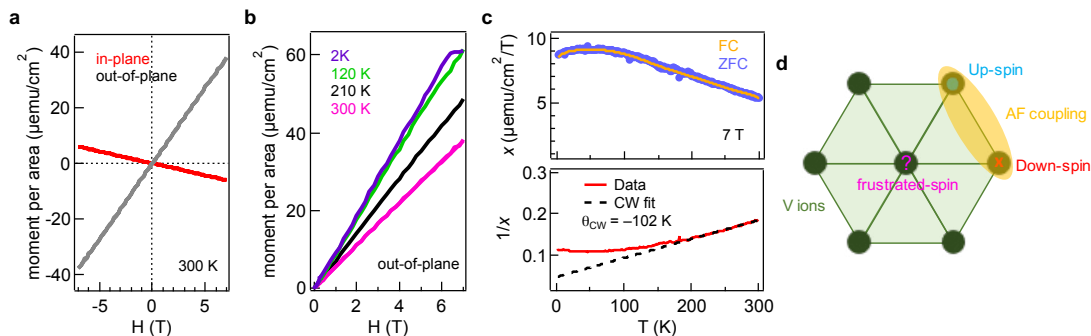 a
moment per area (μemu/cm²)
40
20
0
-20
-40
in-plane
out-of-plane
300 K
-5
0
5
H (T)
b
moment per area (μemu/cm²)
60
40
20
0
2K
120 K
210 K
300 K
out-of-plane
0
2
4
6
H (T)
c
x (μemu/cm²/T)
10
5
FC
ZFC
7 T
1/x
0.3
0.2
0.1
Data
CW fit
θCW = –102 K
0
100
200
300
T (K)
d
Up-spin
AF coupling
?
x
Down-spin
frustrated-spin
V ions